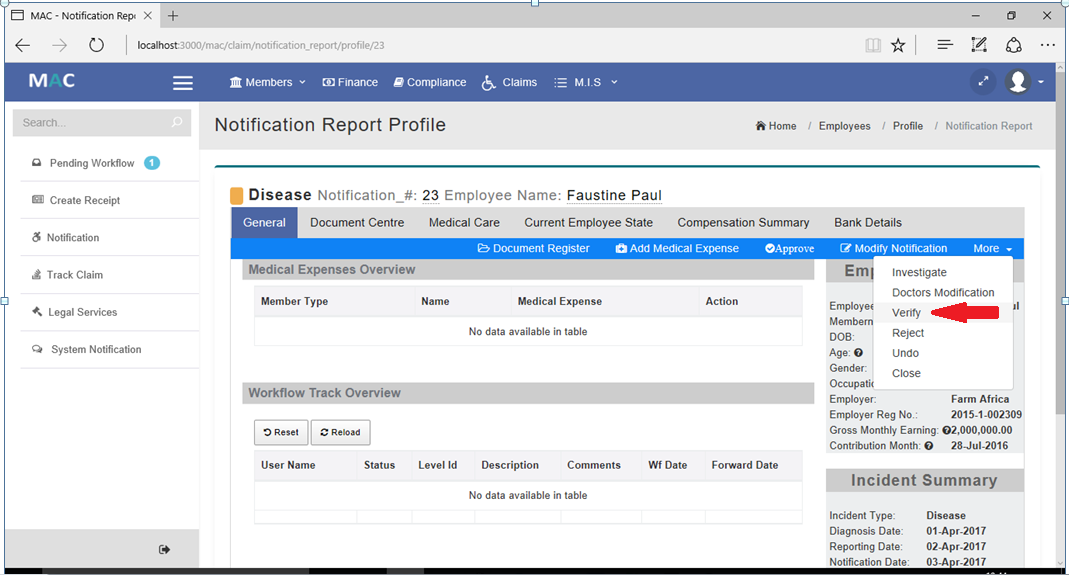 MAC - Notification Repo
localhost:3000/mac/claim/notification_report/profile/23
MAC
Members
Finance
Compliance
Claims
M.I.S
Search...
Pending Workflow 1
Create Receipt
Notification
Track Claim
Legal Services
System Notification
Notification Report Profile
Home / Employees / Profile / Notification Report
Disease Notification_#: 23 Employee Name: Faustine Paul
General Document Centre Medical Care Current Employee State Compensation Summary Bank Details
Document Register Add Medical Expense Approve Modify Notification More
Investigate
Doctors Modification
Verify
Reject
Undo
Close
Medical Expenses Overview
Member Type Name Medical Expense Action
No data available in table
Workflow Track Overview
Reset Reload
User Name Status Level Id Description Comments Wf Date Forward Date
No data available in table
Emp
Employee ul
Membern
DOB:
Age:
Gender:
Occupatio
Employer: Farm Africa
Employer Reg No.: 2015-1-002309
Gross Monthly Earning: 2,000,000.00
Contribution Month: 28-Jul-2016
Incident Summary
Incident Type: Disease
Diagnosis Date: 01-Apr-2017
Reporting Date: 02-Apr-2017
Notification Date: 03-Apr-2017